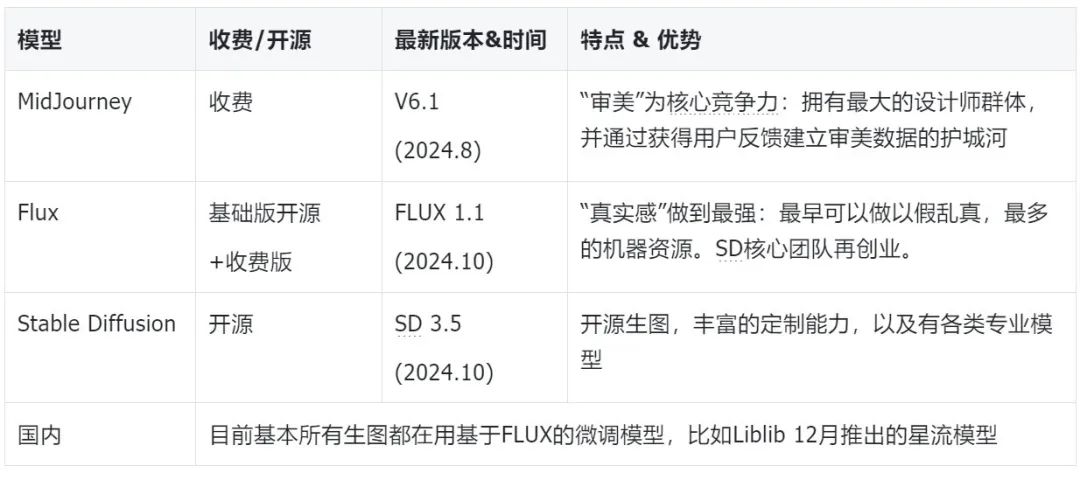 模型 收费/开源 最新版本&时间 特点 & 优势
MidJourney 收费 V6.1 “审美”为核心竞争力：拥有最大的设计师群体，
(2024.8) 并通过获得用户反馈建立审美数据的护城河
Flux 基础版开源 FLUX 1.1 “真实感”做到最强：最早可以做以假乱真，最多
+收费版 (2024.10) 的机器资源。SD核心团队再创业。
Stable Diffusion 开源 SD 3.5 开源生图，丰富的定制能力，以及有各类专业模
(2024.10) 型
国内 目前基本所有生图都在用基于FLUX的微调模型，比如Liblib 12月推出的星流模型